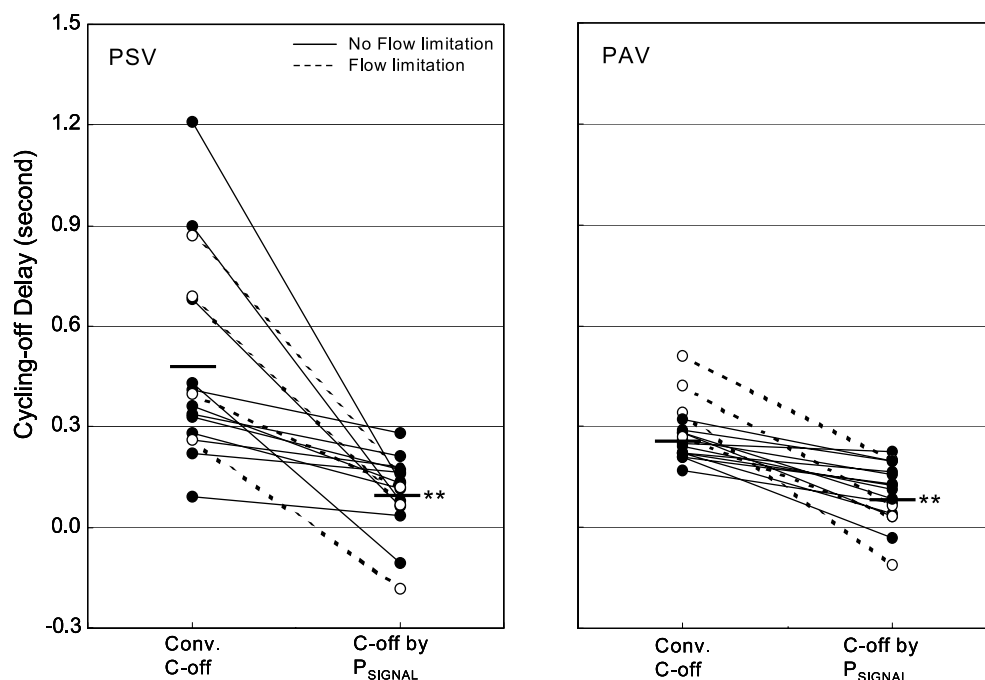 PSV
No Flow limitation
Flow limitation
PAV
Cycling-off Delay (second)
1.5
1.2
0.9
0.6
0.3
0.0
-0.3
**
**
Conv.
C-off
C-off by
PSIGNAL
Conv.
C-off
C-off by
PSIGNAL